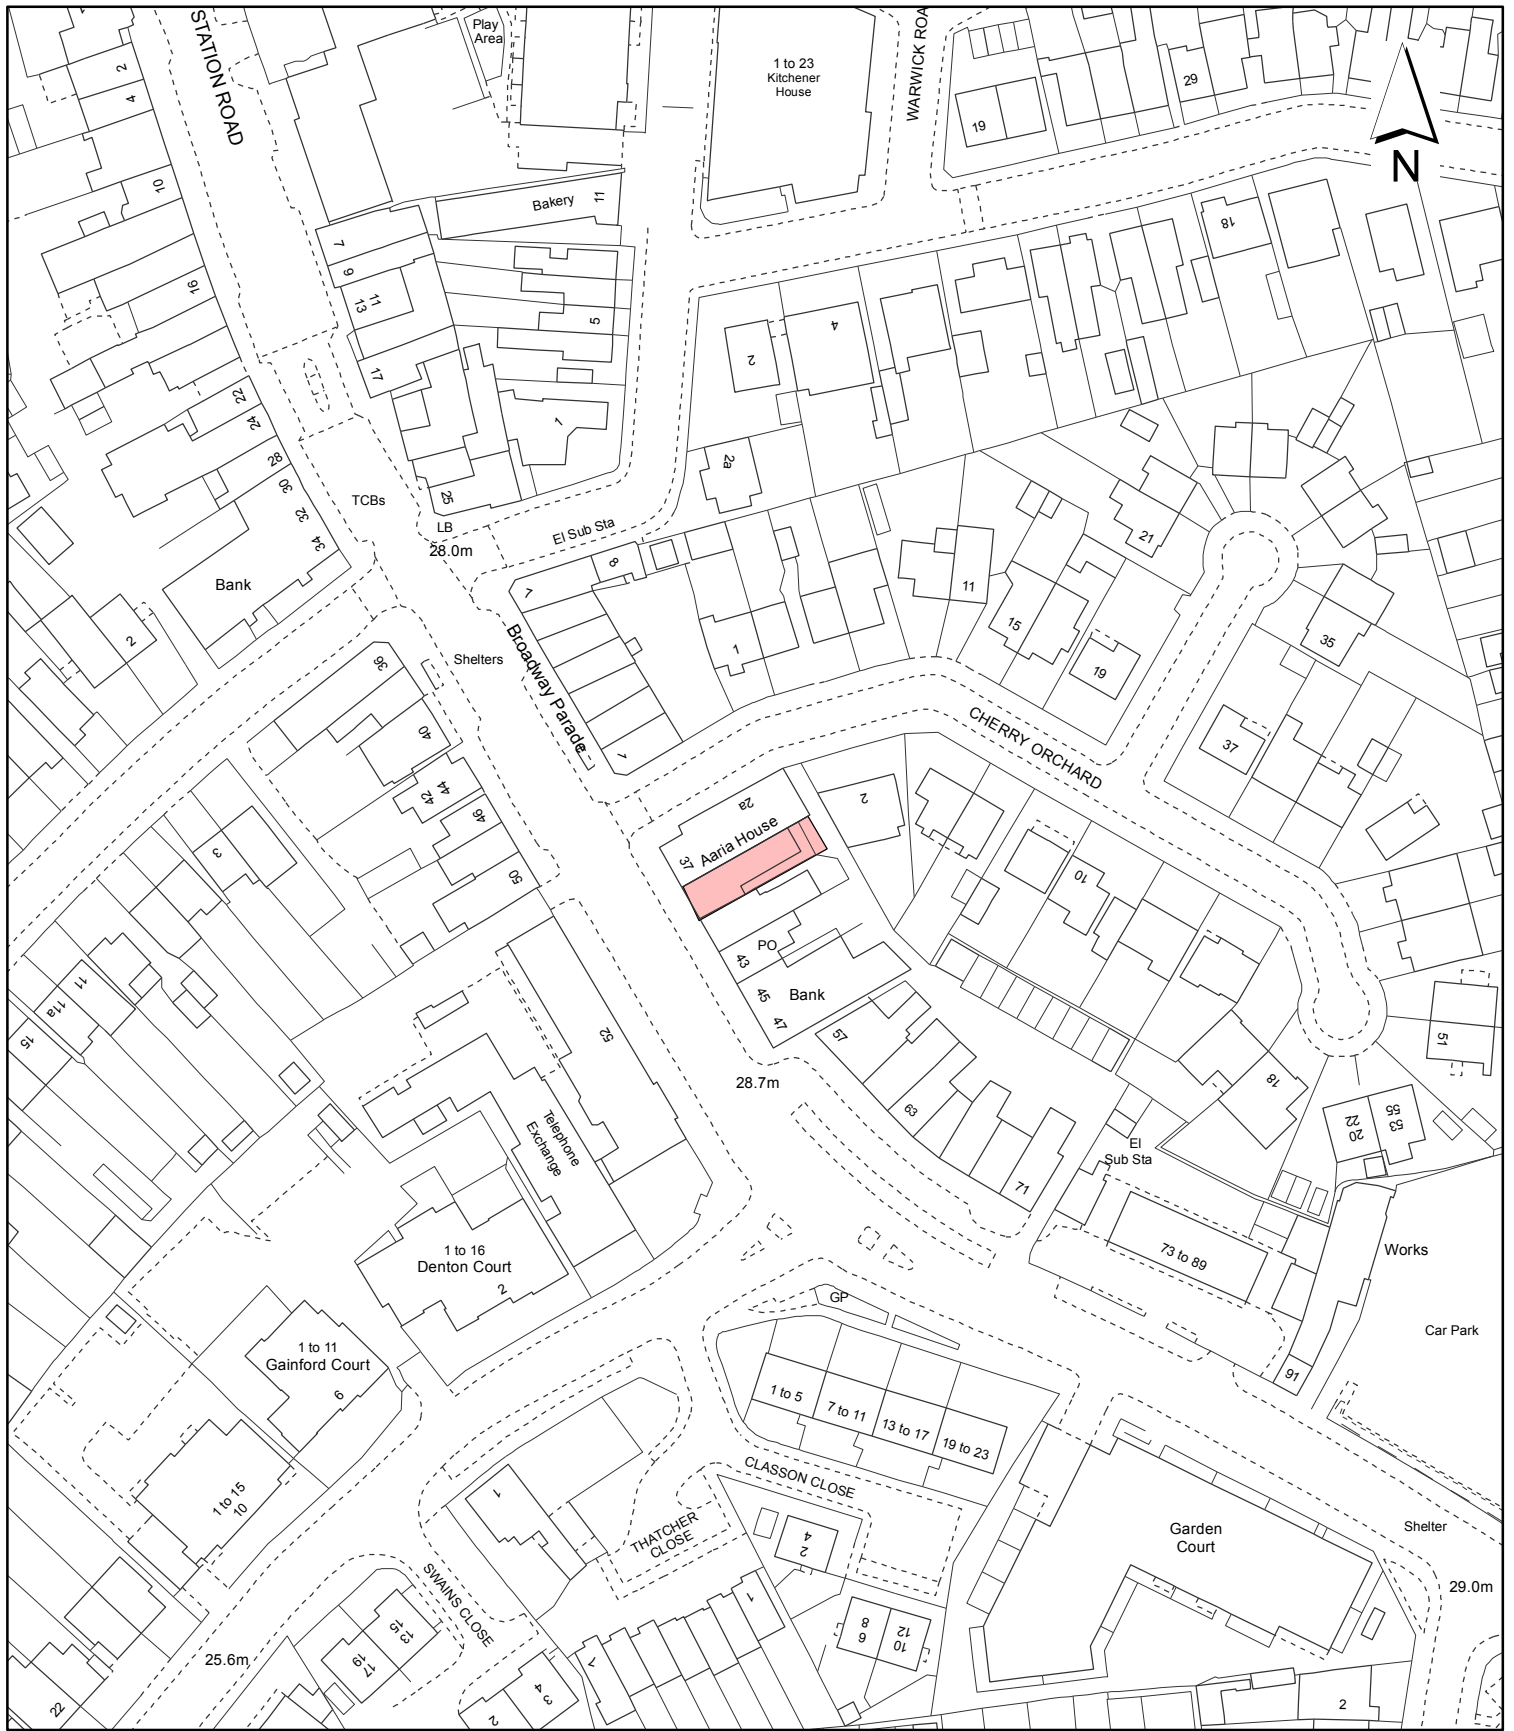 STATION ROAD
Play
Area
1 to 23
Kitchener
House
WARWICK ROA
29
19
N
2
4
10
16
Bakery
11
7
9
11
13
17
5
1
25
22
24
28
30
32
34
TCBs
LB
28.0m
El Sub Sta
Bank
2
18
2
4
2a
21
11
15
19
35
37
8
7
1
1
Broadway Parade
Shelters
36
40
42
44
46
50
3
CHERRY ORCHARD
2a
37
Aaria House
2
10
PO
43
45
47
Bank
57
63
71
28.7m
11
11a
15
52
Telephone
Exchange
18
51
20
22
53
55
El
Sub Sta
73 to 89
Works
Car Park
91
1 to 16
Denton Court
2
1 to 11
Gainford Court
6
1 to 15
10
GP
1 to 5
7 to 11
13 to 17
19 to 23
CLASSON CLOSE
THATCHER
CLOSE
1
2
4
Garden
Court
Shelter
29.0m
SWAINS CLOSE
25.6m
13
15
17
19
22
1
7
6
8
10
12
2
3 4
2